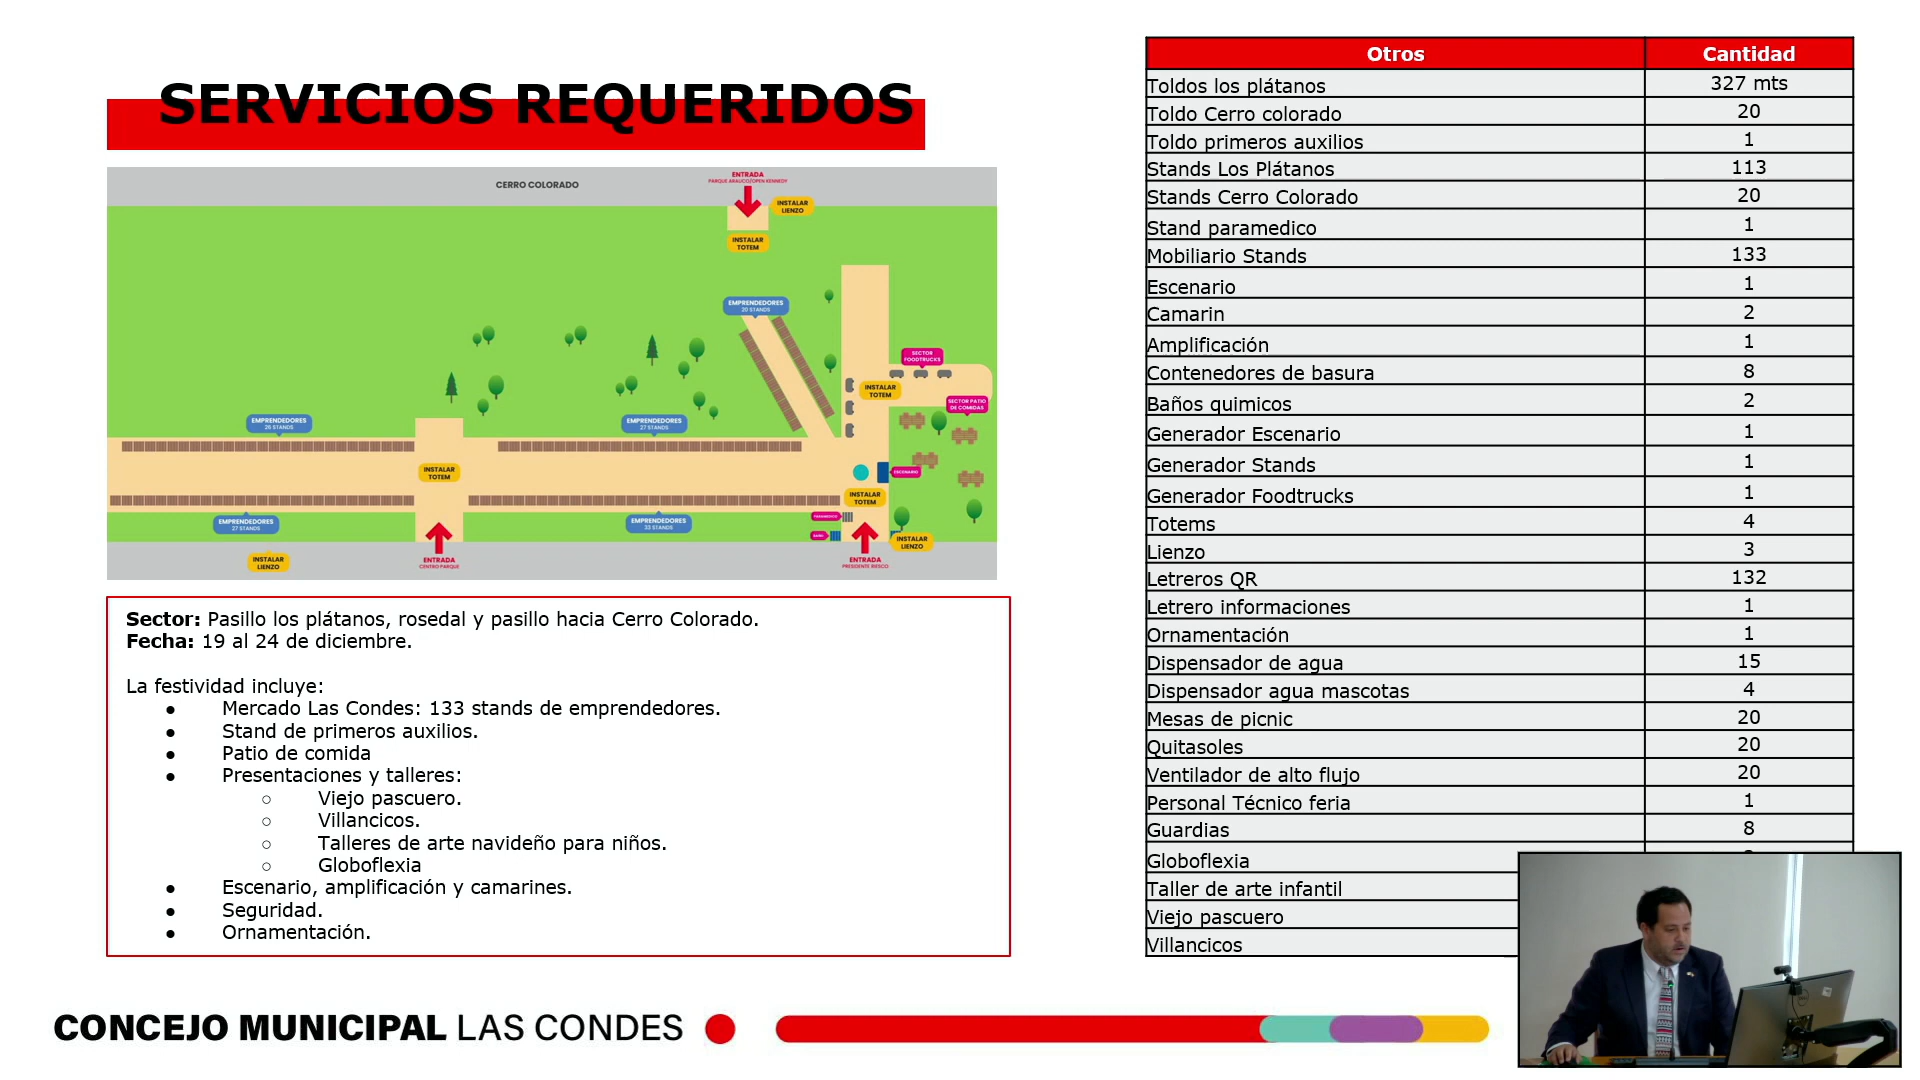 SERVICIOS REQUERIDOS
CERRO COLORADO
ENTRADA
PARQUE ARAUCO/OPEN KENNEDY
INSTALAR
LIENZO
INSTALAR
TOTEM
EMPRENDEDORES
20 STANDS
SECTOR
FOODTRUCKS
INSTALAR
TOTEM
SECTOR PATIO
DE COMIDAS
EMPRENDEDORES
26 STANDS
EMPRENDEDORES
27 STANDS
INSTALAR
TOTEM
ESCENARIO
INSTALAR
TOTEM
EMPRENDEDORES
27 STANDS
EMPRENDEDORES
33 STANDS
PARAMEDICO
BAÑO
INSTALAR
LIENZO
INSTALAR
LIENZO
ENTRADA
CENTRO PARQUE
ENTRADA
PRESIDENTE RIESCO
Sector: Pasillo los plátanos, rosedal y pasillo hacia Cerro Colorado.
Fecha: 19 al 24 de diciembre.
La festividad incluye:
● Mercado Las Condes: 133 stands de emprendedores.
● Stand de primeros auxilios.
● Patio de comida
● Presentaciones y talleres:
○ Viejo pascuero.
○ Villancicos.
○ Talleres de arte navideño para niños.
○ Globoflexia
● Escenario, amplificación y camarines.
● Seguridad.
● Ornamentación.
Otros Cantidad
Toldos los plátanos 327 mts
Toldo Cerro colorado 20
Toldo primeros auxilios 1
Stands Los Plátanos 113
Stands Cerro Colorado 20
Stand paramedico 1
Mobiliario Stands 133
Escenario 1
Camarin 2
Amplificación 1
Contenedores de basura 8
Baños quimicos 2
Generador Escenario 1
Generador Stands 1
Generador Foodtrucks 1
Totems 4
Lienzo 3
Letreros QR 132
Letrero informaciones 1
Ornamentación 1
Dispensador de agua 15
Dispensador agua mascotas 4
Mesas de picnic 20
Quitasoles 20
Ventilador de alto flujo 20
Personal Técnico feria 1
Guardias 8
Globoflexia
Taller de arte infantil
Viejo pascuero
Villancicos
CONCEJO MUNICIPAL LAS CONDES